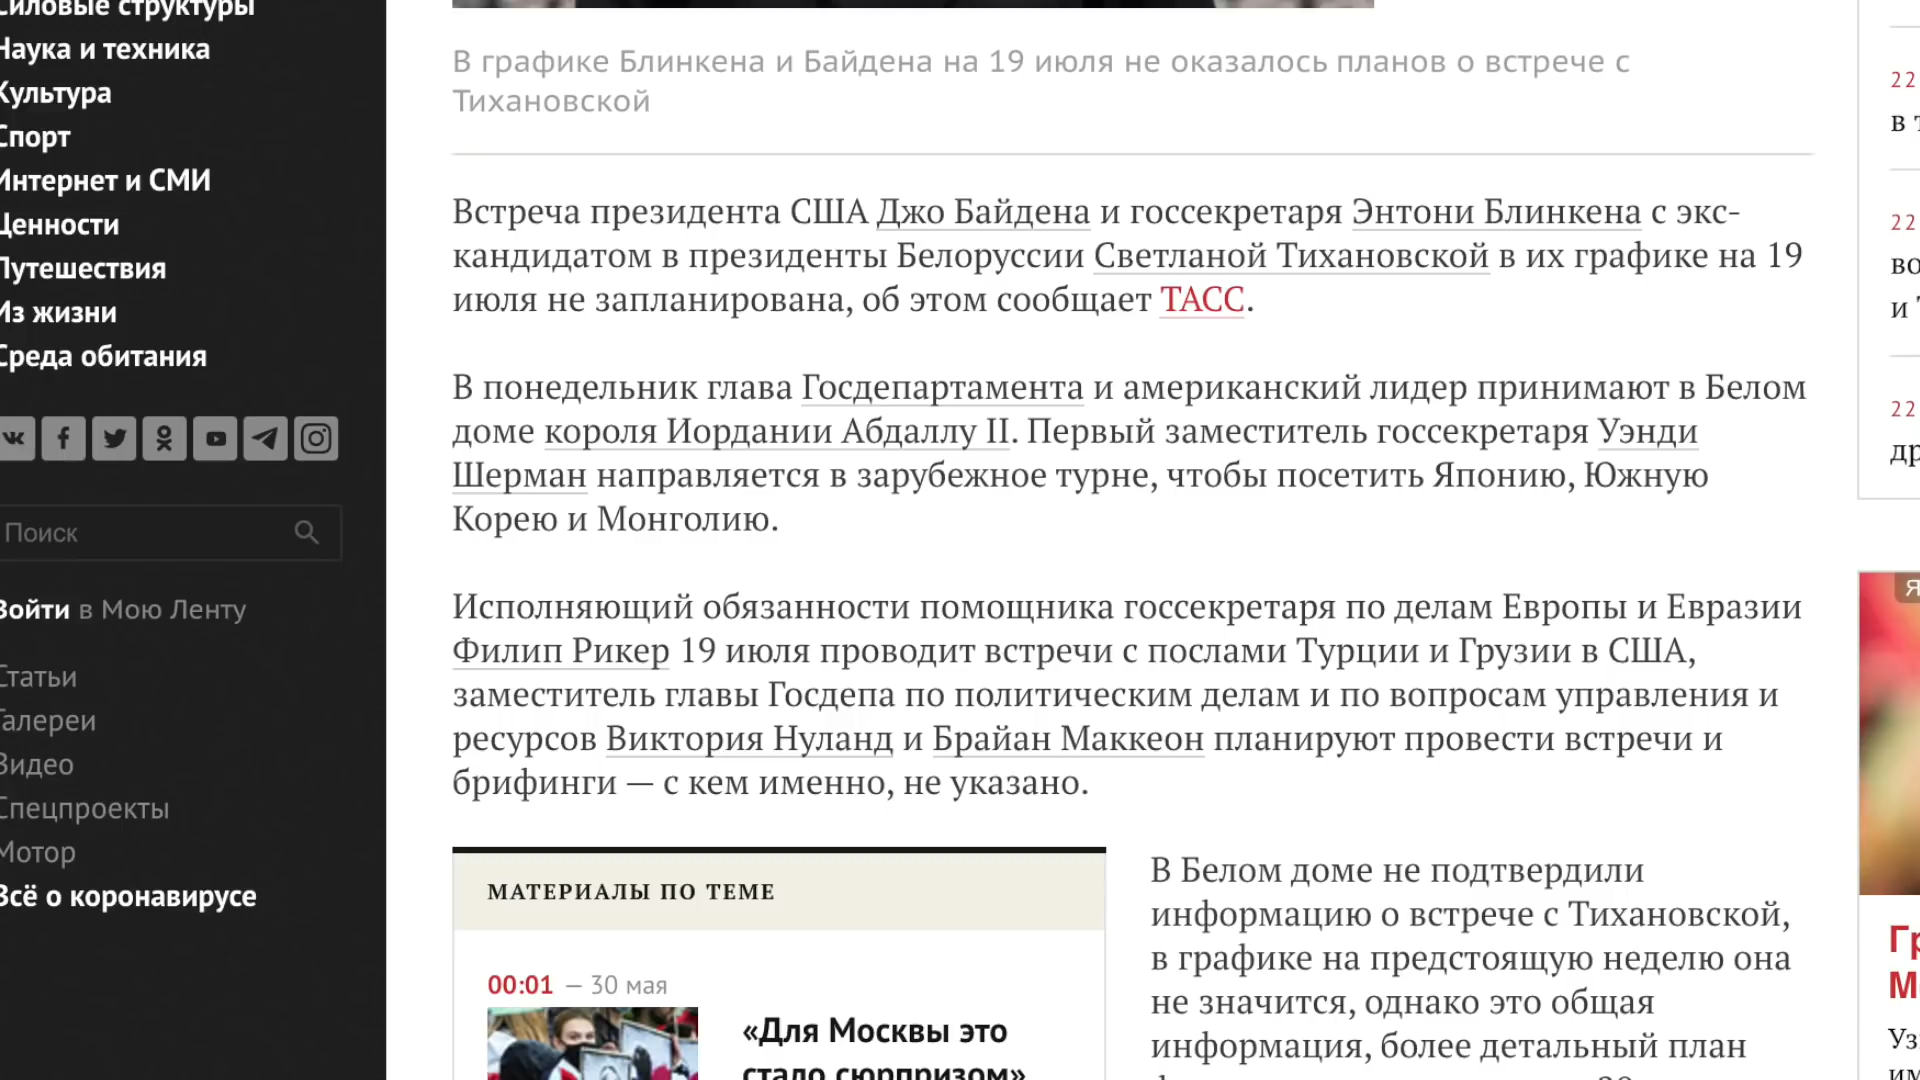 Силовые структуры
Наука и техника
Культура
Спорт
Интернет и СМИ
Ценности
Путешествия
Из жизни
Среда обитания
Поиск
Войти в Мою Ленту
Статьи
Галереи
Видео
Спецпроекты
Мотор
Всё о коронавирусе
В графике Блинкена и Байдена на 19 июля не оказалось планов о встрече с
Тихановской
Встреча президента США Джо Байдена и госсекретаря Энтони Блинкена с экс-
кандидатом в президенты Белоруссии Светланой Тихановской в их графике на 19
июля не запланирована, об этом сообщает ТАСС.
В понедельник глава Госдепартамента и американский лидер принимают в Белом
доме короля Иордании Абдаллу II. Первый заместитель госсекретаря Уэнди
Шерман направляется в зарубежное турне, чтобы посетить Японию, Южную
Корею и Монголию.
Исполняющий обязанности помощника госсекретаря по делам Европы и Евразии
Филип Рикер 19 июля проводит встречи с послами Турции и Грузии в США,
заместитель главы Госдепа по политическим делам и по вопросам управления и
ресурсов Виктория Нуланд и Брайан Маккеон планируют провести встречи и
брифинги — с кем именно, не указано.
МАТЕРИАЛЫ ПО ТЕМЕ
00:01 — 30 мая
«Для Москвы это
стало сюрпризом»
В Белом доме не подтвердили
информацию о встрече с Тихановской,
в графике на предстоящую неделю она
не значится, однако это общая
информация, более детальный план
22
в
22
во
и
22
др
Гр
М
Уз